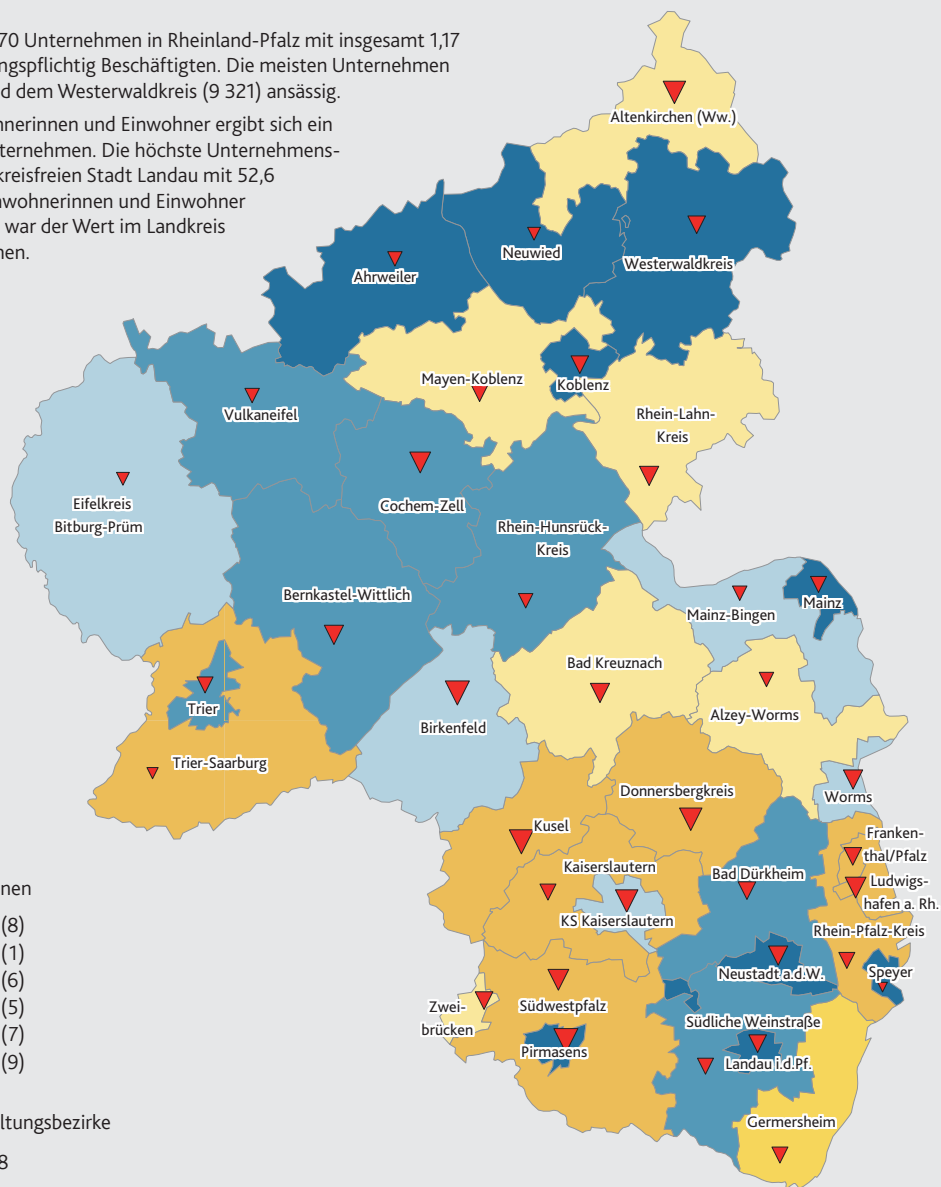 70 Unternehmen in Rheinland-Pfalz mit insgesamt 1,17
ngspflichtig Beschäftigten. Die meisten Unternehmen
d dem Westerwaldkreis (9 321) ansässig.
nnerinnen und Einwohner ergibt sich ein
ternehmen. Die höchste Unternehmens-
kreisfreien Stadt Landau mit 52,6
nwohnerinnen und Einwohner
war der Wert im Landkreis
nen.
Altenkirchen (Ww.)
Neuwied
Westerwaldkreis
Ahrweiler
Mayen-Koblenz
Koblenz
Vulkaneifel
Rhein-Lahn-
Kreis
Eifelkreis
Bitburg-Prüm
Cochem-Zell
Rhein-Hunsrück-
Kreis
Bernkastel-Wittlich
Mainz-Bingen
Mainz
Bad Kreuznach
Trier
Birkenfeld
Alzey-Worms
Trier-Saarburg
Donnersbergkreis
Worms
Kusel
Franken-
thal/Pfalz
Kaiserslautern
Bad Dürkheim
Ludwigs-
hafen a. Rh.
KS Kaiserslautern
Rhein-Pfalz-Kreis
Neustadt a.d.W.
Speyer
Zwei-
brücken
Südwestpfalz
Südliche Weinstraße
Pirmasens
Landau i.d.Pf.
Germersheim
nen
(8)
(1)
(6)
(5)
(7)
(9)
ltungsbezirke
8